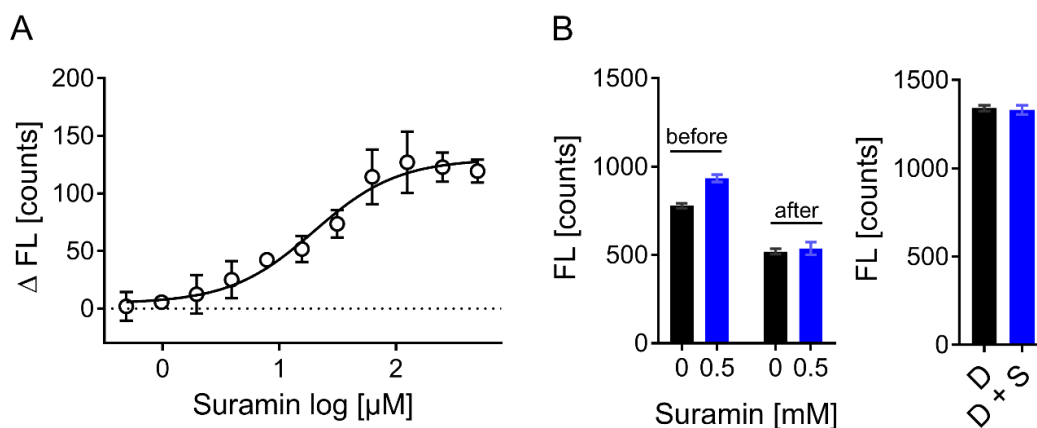 A
Δ FL [counts]
200
150
100
50
0
0 1 2
Suramin log [µM]
B
FL [counts]
1500
1000
500
0
before
after
0 0.5 0 0.5
Suramin [mM]
FL [counts]
1500
1000
500
0
D
D + S